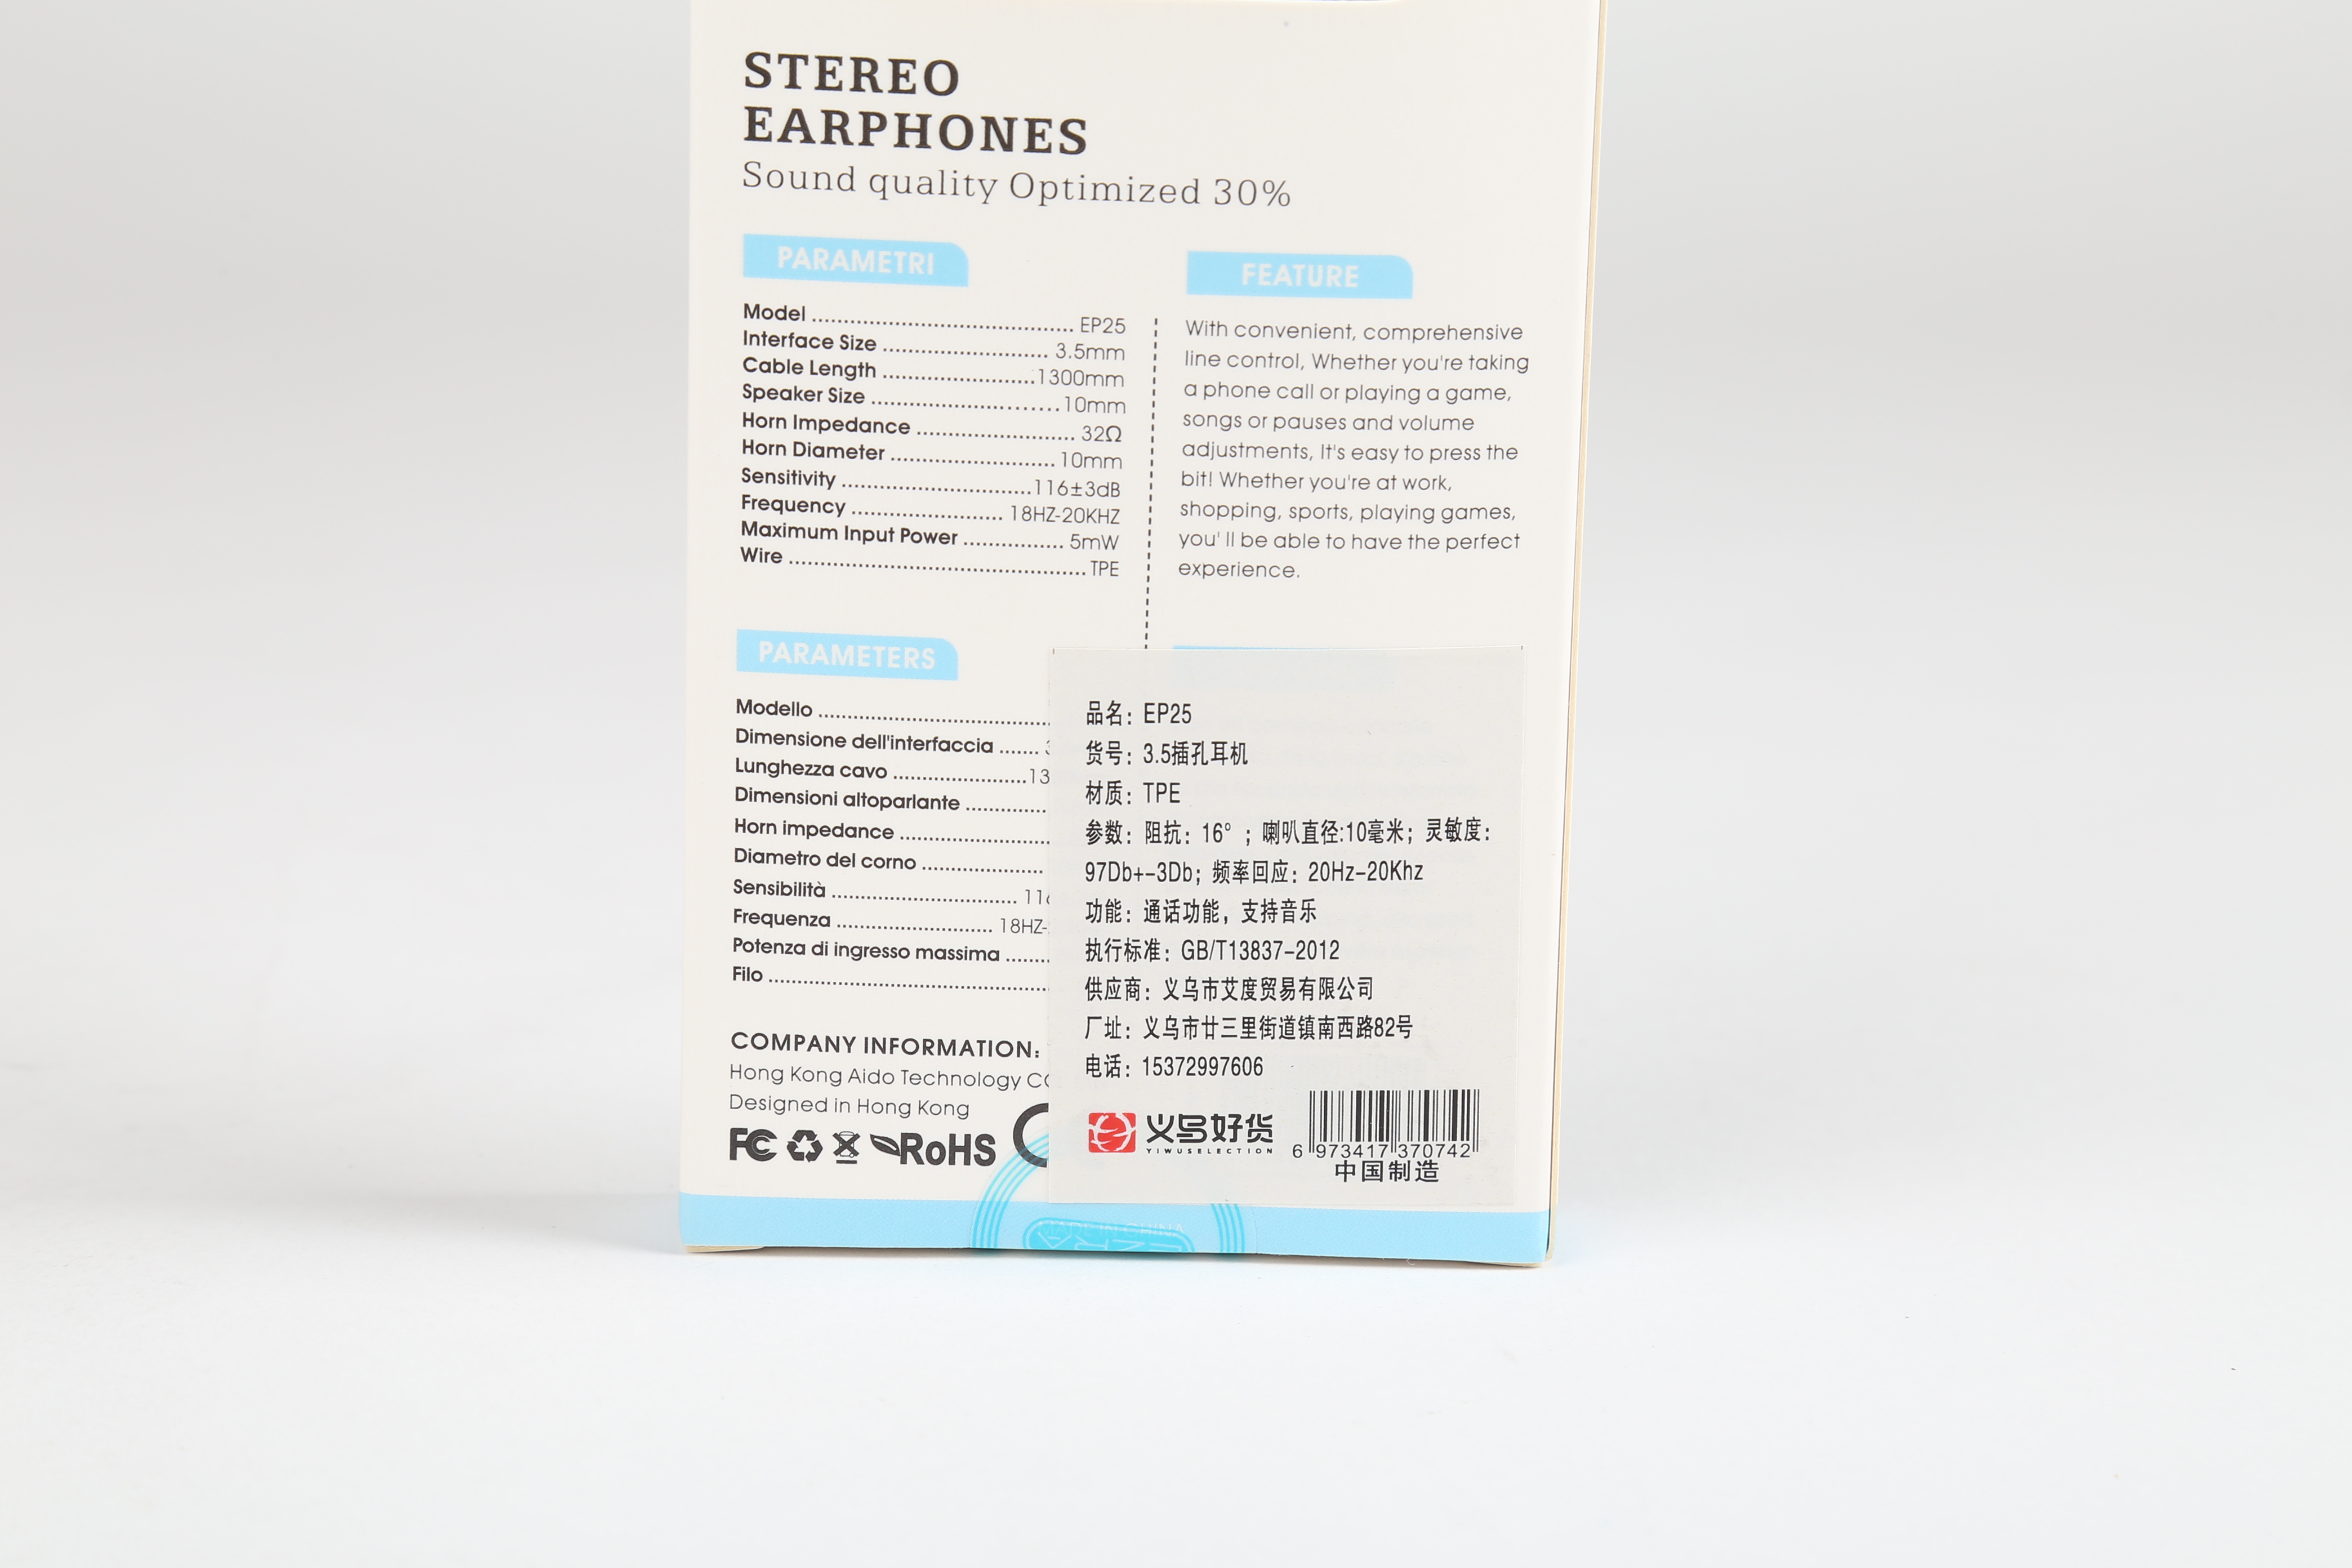 STEREO
EARPHONES
Sound quality Optimized 30%
PARAMETRI
Model ........ EP25
Interface Size ........ 3.5mm
Cable Length ........ 1300mm
Speaker Size ........ 10mm
Horn Impedance ........ 32Ω
Horn Diameter ........ 10mm
Sensitivity ........ 116±3dB
Frequency ........ 18HZ-20KHZ
Maximum Input Power ........ 5mW
Wire ........ TPE
FEATURE
With convenient, comprehensive
line control, Whether you're taking
a phone call or playing a game,
songs or pauses and volume
adjustments, It's easy to press the
bit! Whether you're at work,
shopping, sports, playing games,
you' ll be able to have the perfect
experience.
PARAMETERS
Modello ........
Dimensione dell'interfaccia .......
Lunghezza cavo ........ 13
Dimensioni altoparlante ........
Horn impedance ........
Diametro del corno ........
Sensibilità ........ 11
Frequenza ........ 18HZ-
Potenza di ingresso massima .......
Filo ........
COMPANY INFORMATION:
Hong Kong Aido Technology
Designed in Hong Kong
FC RoHS
品名：EP25
货号：3.5插孔耳机
材质：TPE
参数：阻抗：16°；喇叭直径:10毫米；灵敏度：
97Db+-3Db；频率回应：20Hz-20Khz
功能：通话功能，支持音乐
执行标准：GB/T13837-2012
供应商：义乌市艾度贸易有限公司
厂址：义乌市廿三里街道镇南西路82号
电话：15372997606
义乌好货
YIWUSELECTION
6 973417 370742
中国制造
MADE IN CHINA